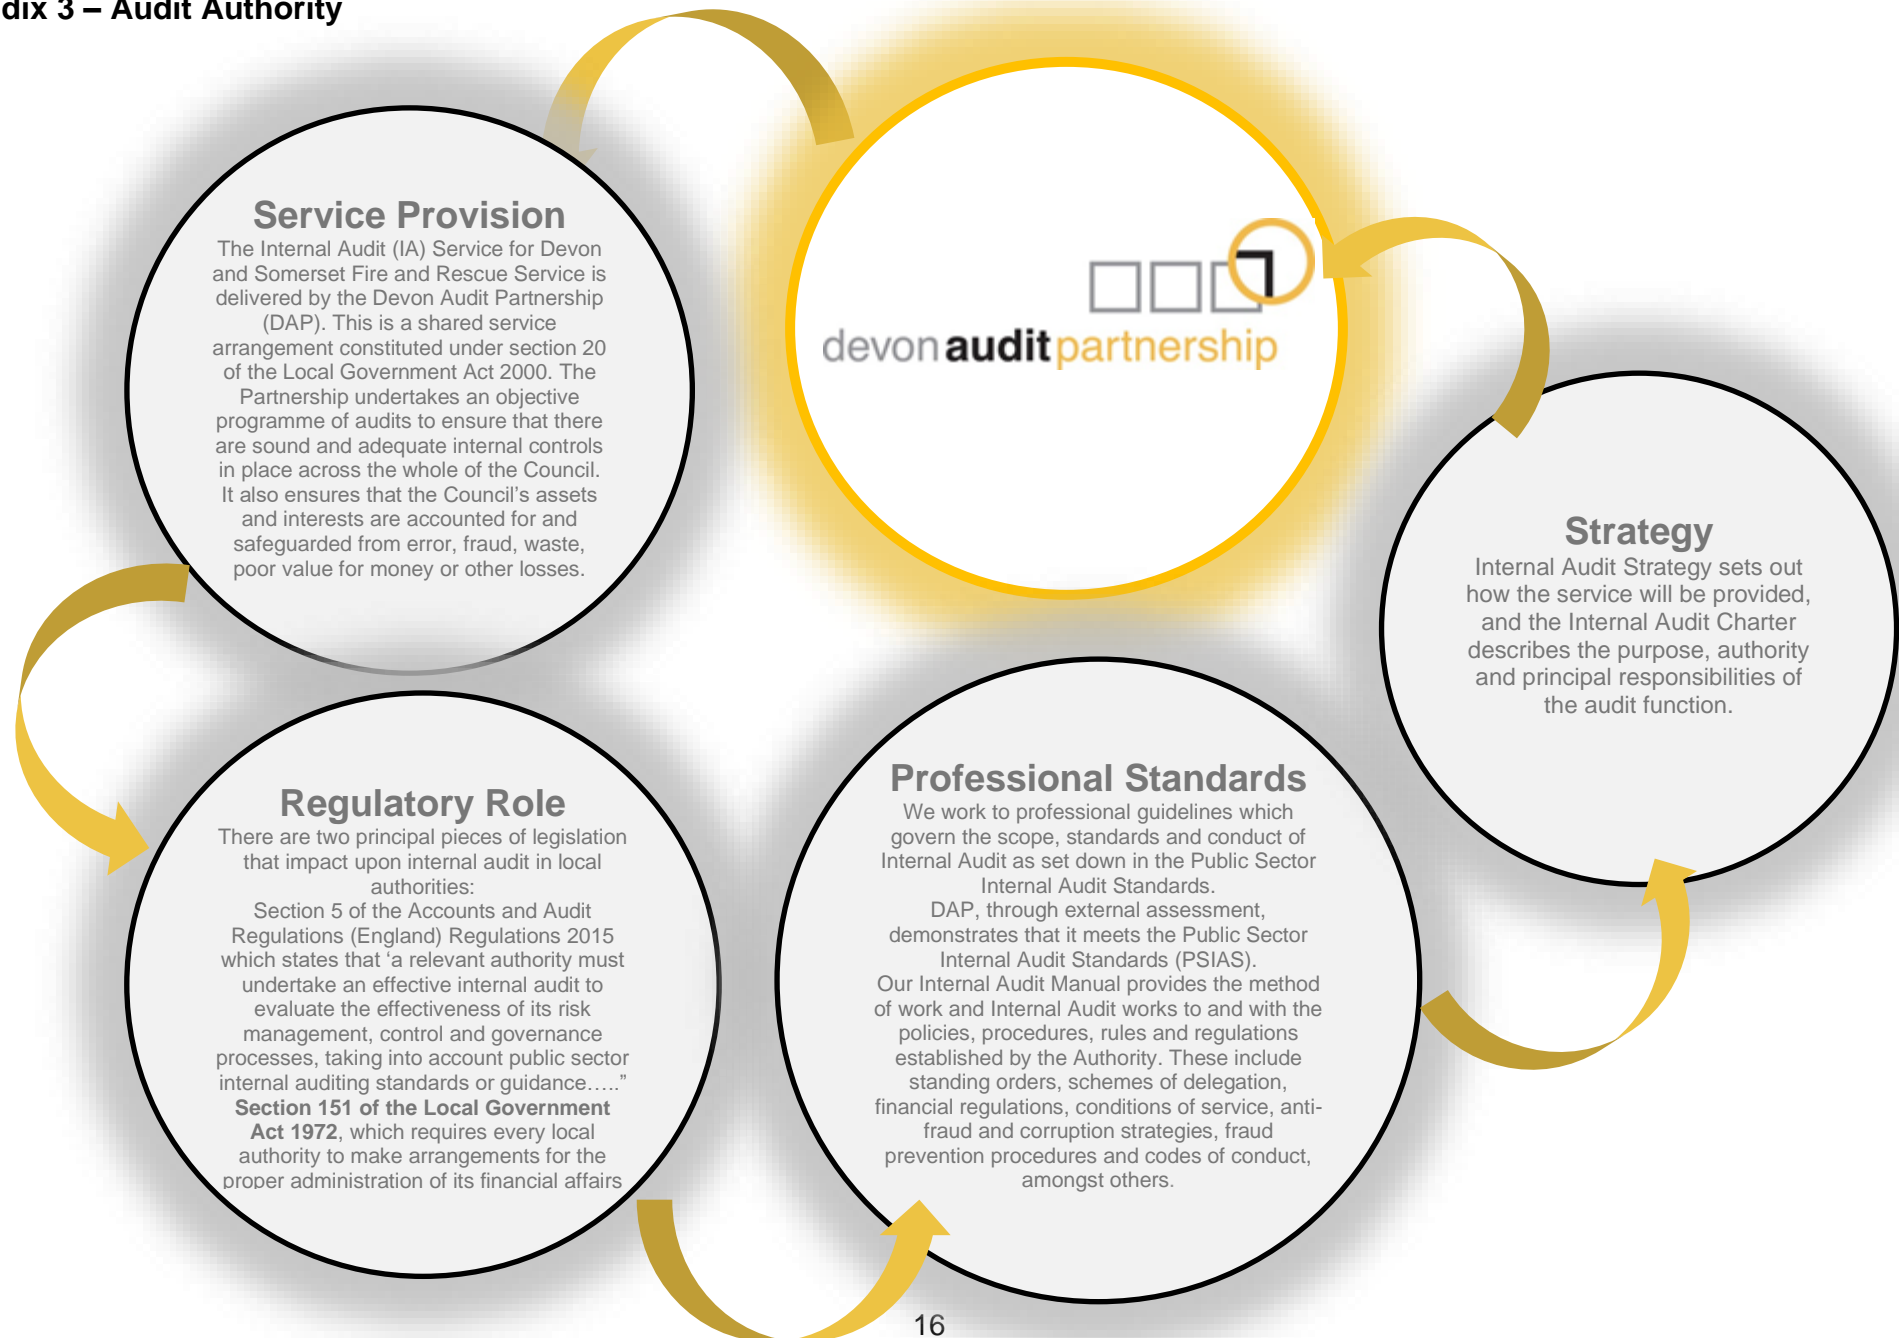 dix 3 – Audit Authority
Service Provision
The Internal Audit (IA) Service for Devon
and Somerset Fire and Rescue Service is
delivered by the Devon Audit Partnership
(DAP). This is a shared service
arrangement constituted under section 20
of the Local Government Act 2000. The
Partnership undertakes an objective
programme of audits to ensure that there
are sound and adequate internal controls
in place across the whole of the Council.
It also ensures that the Council's assets
and interests are accounted for and
safeguarded from error, fraud, waste,
poor value for money or other losses.
devonauditpartnership
Regulatory Role
There are two principal pieces of legislation
that impact upon internal audit in local
authorities:
Section 5 of the Accounts and Audit
Regulations (England) Regulations 2015
which states that ‘a relevant authority must
undertake an effective internal audit to
evaluate the effectiveness of its risk
management, control and governance
processes, taking into account public sector
internal auditing standards or guidance…..”
Section 151 of the Local Government
Act 1972, which requires every local
authority to make arrangements for the
proper administration of its financial affairs
Professional Standards
We work to professional guidelines which
govern the scope, standards and conduct of
Internal Audit as set down in the Public Sector
Internal Audit Standards.
DAP, through external assessment,
demonstrates that it meets the Public Sector
Internal Audit Standards (PSIAS).
Our Internal Audit Manual provides the method
of work and Internal Audit works to and with the
policies, procedures, rules and regulations
established by the Authority. These include
standing orders, schemes of delegation,
financial regulations, conditions of service, anti-
fraud and corruption strategies, fraud
prevention procedures and codes of conduct,
amongst others.
Strategy
Internal Audit Strategy sets out
how the service will be provided,
and the Internal Audit Charter
describes the purpose, authority
and principal responsibilities of
the audit function.
16